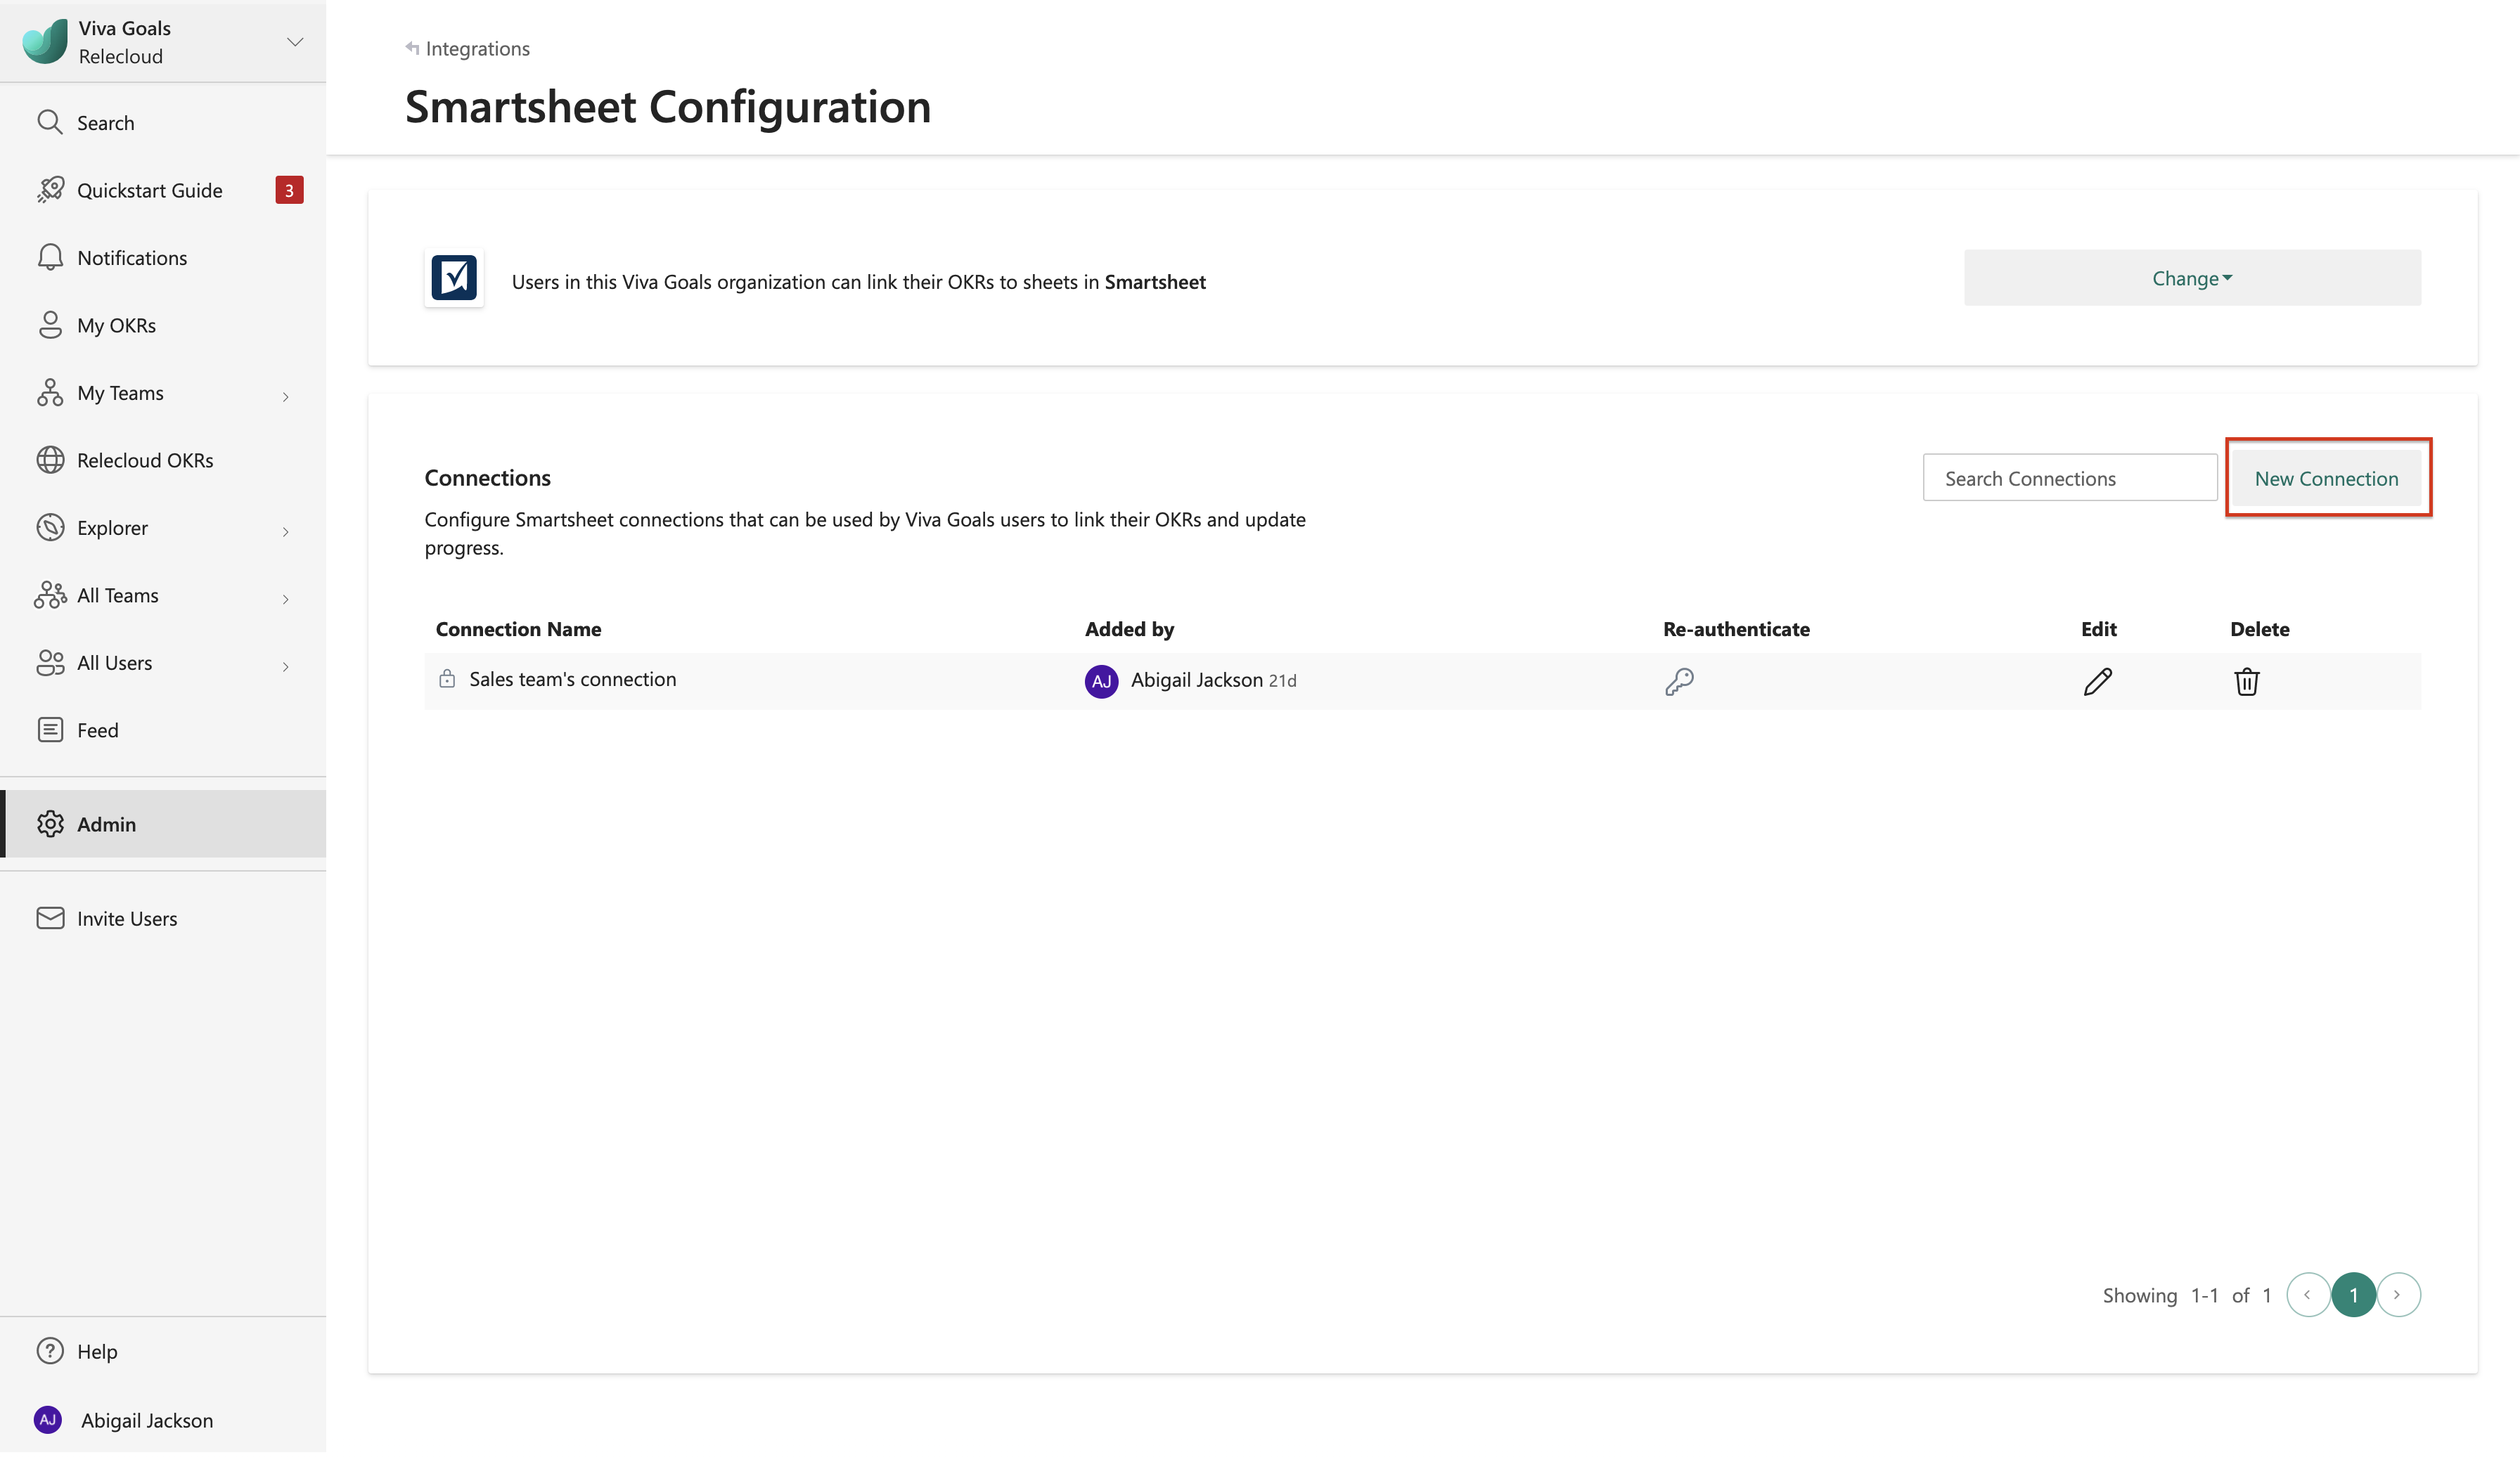 Viva Goals
Relecloud
Search
Quickstart Guide 3
Notifications
My OKRs
My Teams
Relecloud OKRs
Explorer
All Teams
All Users
Feed
Admin
Invite Users
Help
AJ Abigail Jackson
Integrations
Smartsheet Configuration
Users in this Viva Goals organization can link their OKRs to sheets in Smartsheet
Change
Connections
Search Connections
New Connection
Configure Smartsheet connections that can be used by Viva Goals users to link their OKRs and update
progress.
Connection Name Added by Re-authenticate Edit Delete
Sales team's connection AJ Abigail Jackson 21d
Showing 1-1 of 1 < 1 >